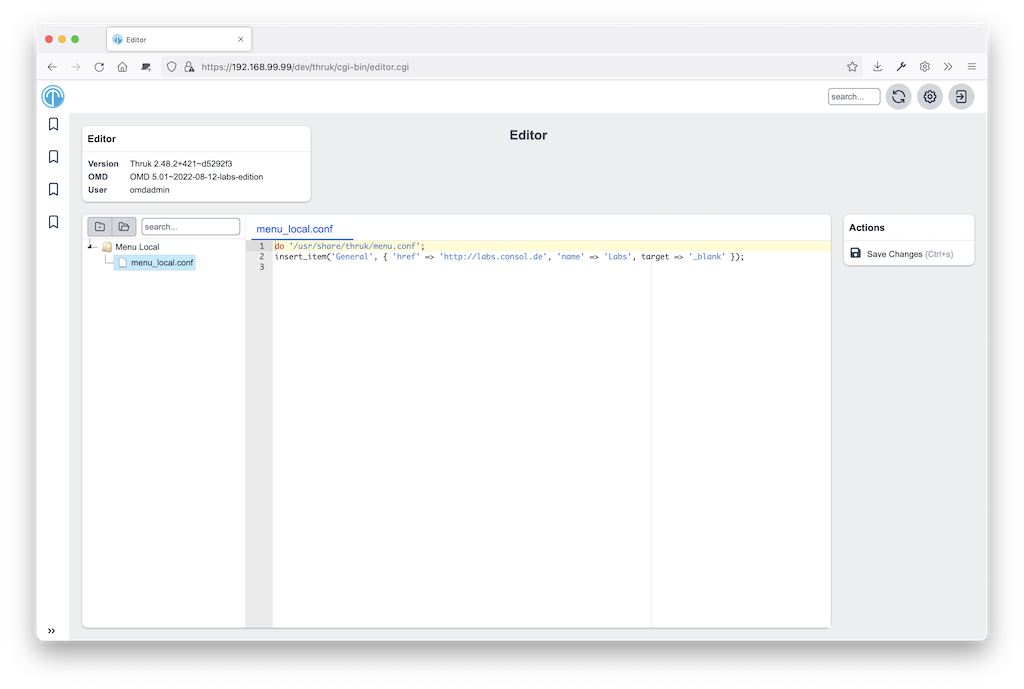 Editor
https://192.168.99.99/dev/thruk/cgi-bin/editor.cgi
search...
Editor
Editor
Version Thruk 2.48.2+421~d5292f3
OMD OMD 5.01~2022-08-12-labs-edition
User omdadmin
search...
Menu Local
menu_local.conf
menu_local.conf
1 do '/usr/share/thruk/menu.conf';
2 insert_item('General', { 'href' => 'http://labs.consol.de', 'name' => 'Labs', target => '_blank' });
3
Actions
Save Changes (Ctrl+s)